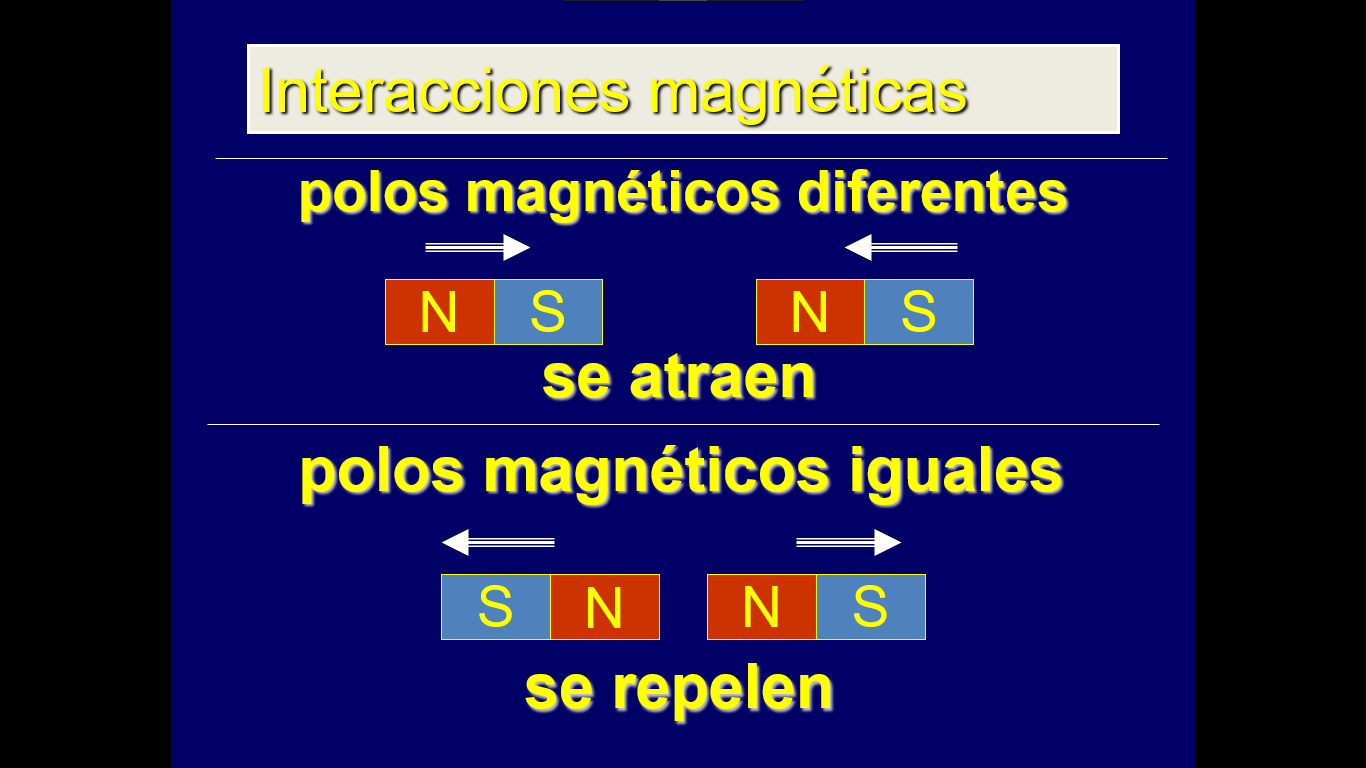 Interacciones magnéticas
polos magnéticos diferentes
N S N S
se atraen
polos magnéticos iguales
S N N S
se repelen